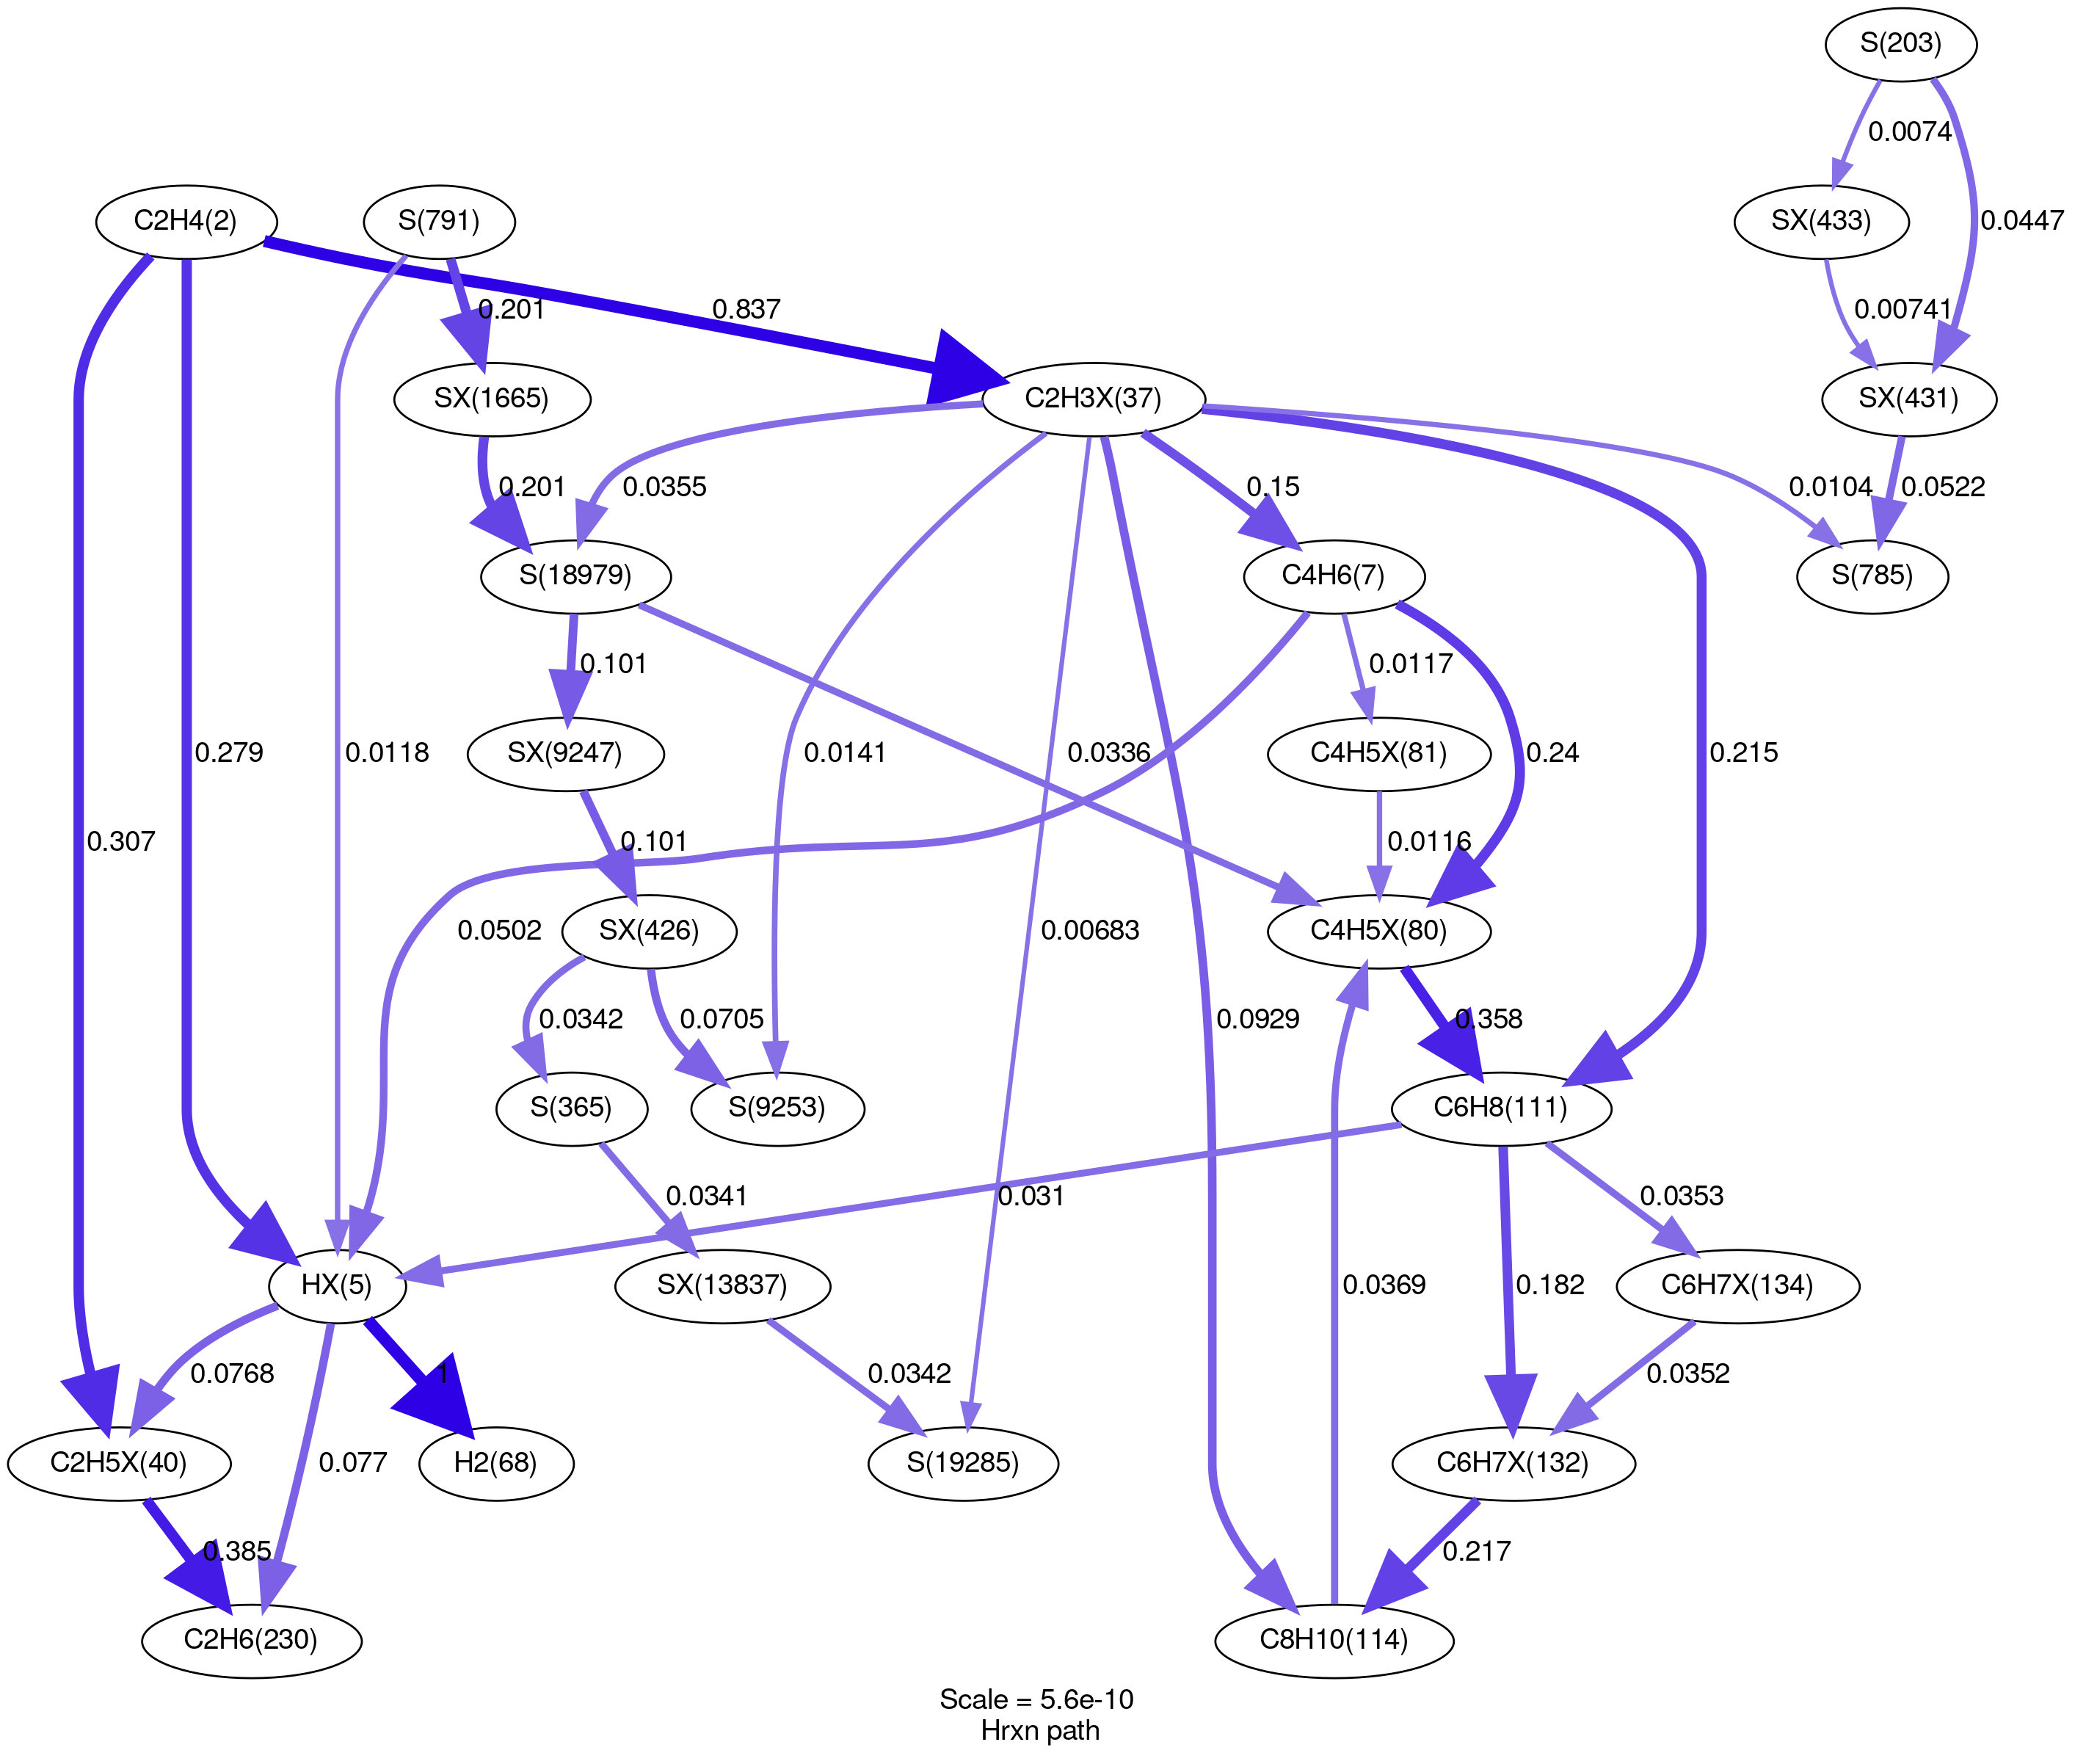 S(203)
0.0074
C2H4(2)
S(791)
SX(433)
0.0447
0.201
0.837
0.00741
SX(1665)
C2H3X(37)
SX(431)
0.201
0.0355
0.15
0.0104
0.0522
S(18979)
C4H6(7)
S(785)
0.101
0.0117
0.279
0.0118
SX(9247)
0.0141
0.0336
C4H5X(81)
0.24
0.215
0.307
0.101
0.0116
0.0502
SX(426)
0.00683
C4H5X(80)
0.0342
0.0705
0.0929
0.358
S(365)
S(9253)
C6H8(111)
0.0341
0.031
0.0353
HX(5)
SX(13837)
0.0369
0.182
C6H7X(134)
0.0768
1
0.0342
0.0352
C2H5X(40)
0.077
H2(68)
S(19285)
C6H7X(132)
0.385
0.217
C2H6(230)
C8H10(114)
Scale = 5.6e-10
Hrxn path